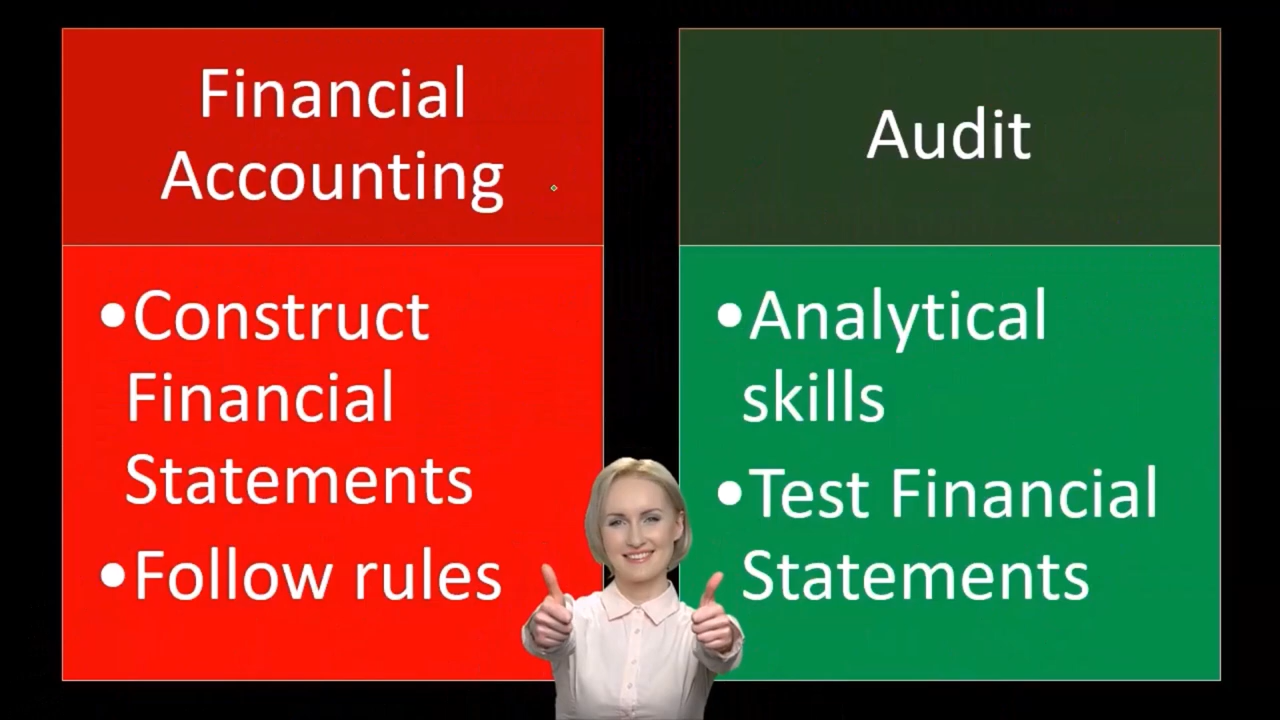 Financial
Accounting
•Construct
Financial
Statements
•Follow rules
Audit
•Analytical
skills
•Test Financial
Statements